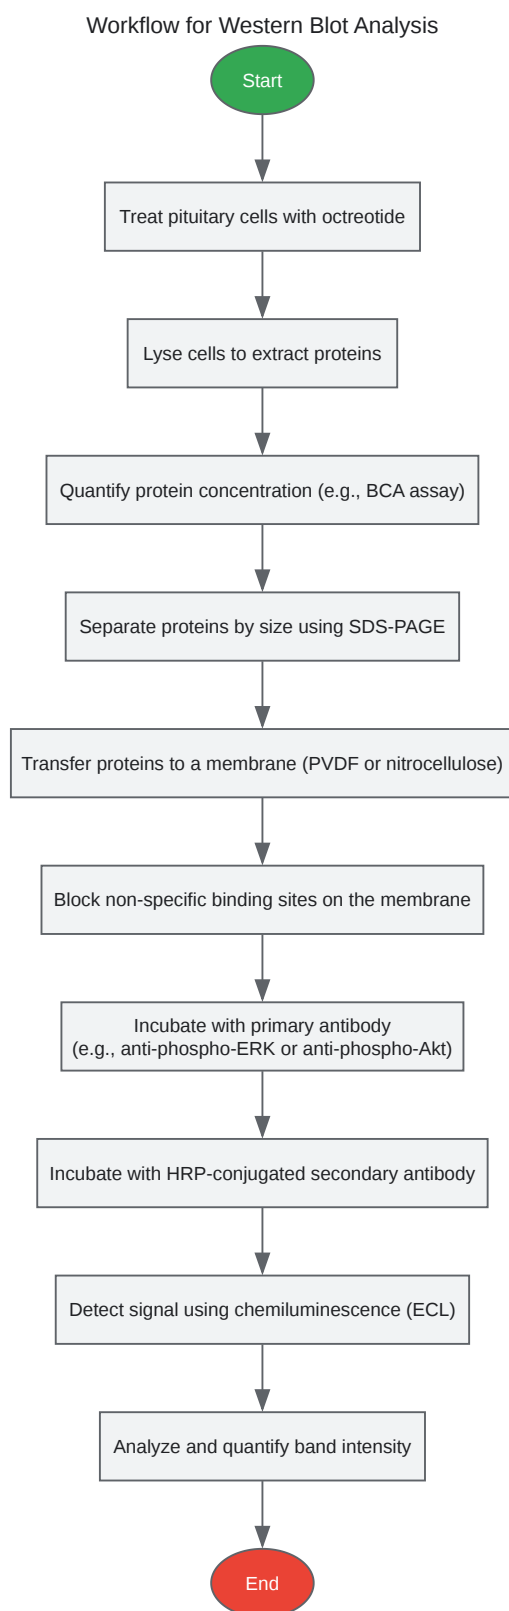 Workflow for Western Blot Analysis
Start
Treat pituitary cells with octreotide
Lyse cells to extract proteins
Quantify protein concentration (e.g., BCA assay)
Separate proteins by size using SDS-PAGE
Transfer proteins to a membrane (PVDF or nitrocellulose)
Block non-specific binding sites on the membrane
Incubate with primary antibody
(e.g., anti-phospho-ERK or anti-phospho-Akt)
Incubate with HRP-conjugated secondary antibody
Detect signal using chemiluminescence (ECL)
Analyze and quantify band intensity
End